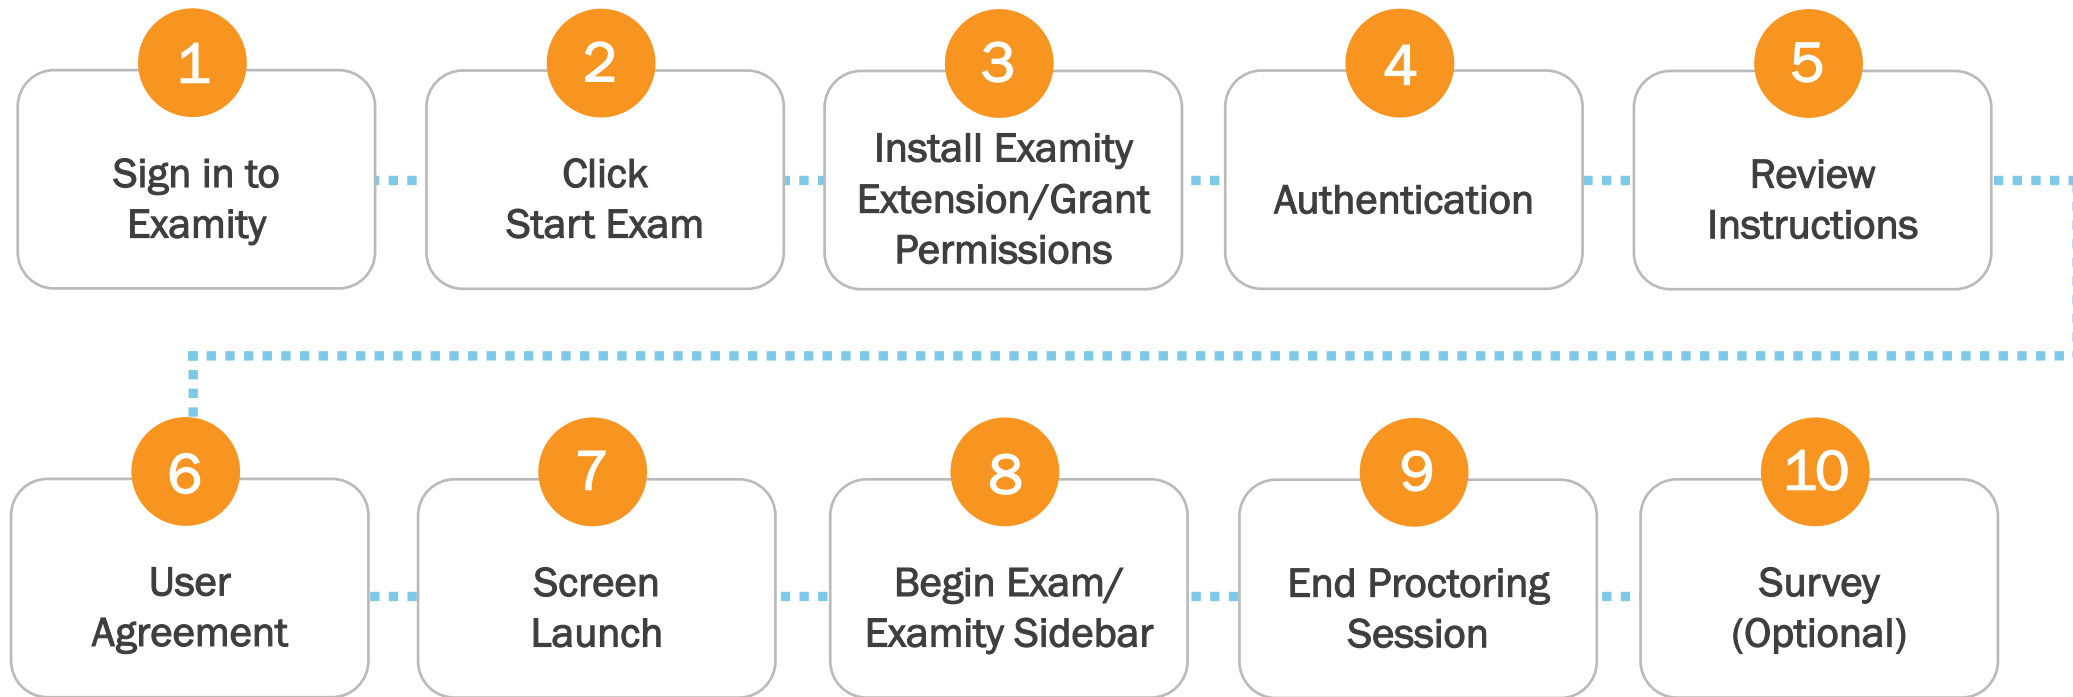 1
Sign in to
Examity
2
Click
Start Exam
3
Install Examity
Extension/Grant
Permissions
4
Authentication
5
Review
Instructions
6
User
Agreement
7
Screen
Launch
8
Begin Exam/
Examity Sidebar
9
End Proctoring
Session
10
Survey
(Optional)